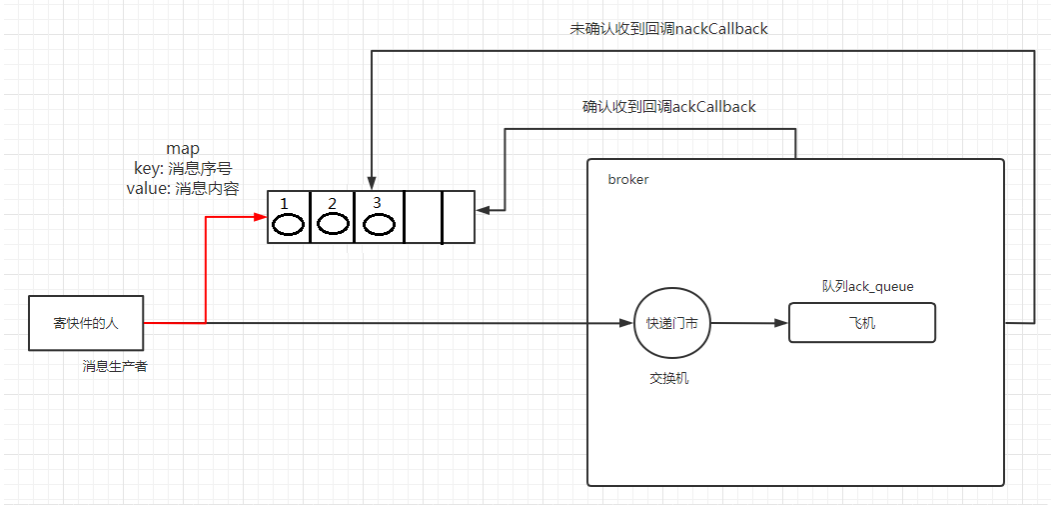 未确认收到回调nackCallback
确认收到回调ackCallback
map
key: 消息序号
value: 消息内容
broker
1
2
3
队列ack_queue
寄快件的人
快递门市
飞机
消息生产者
交换机